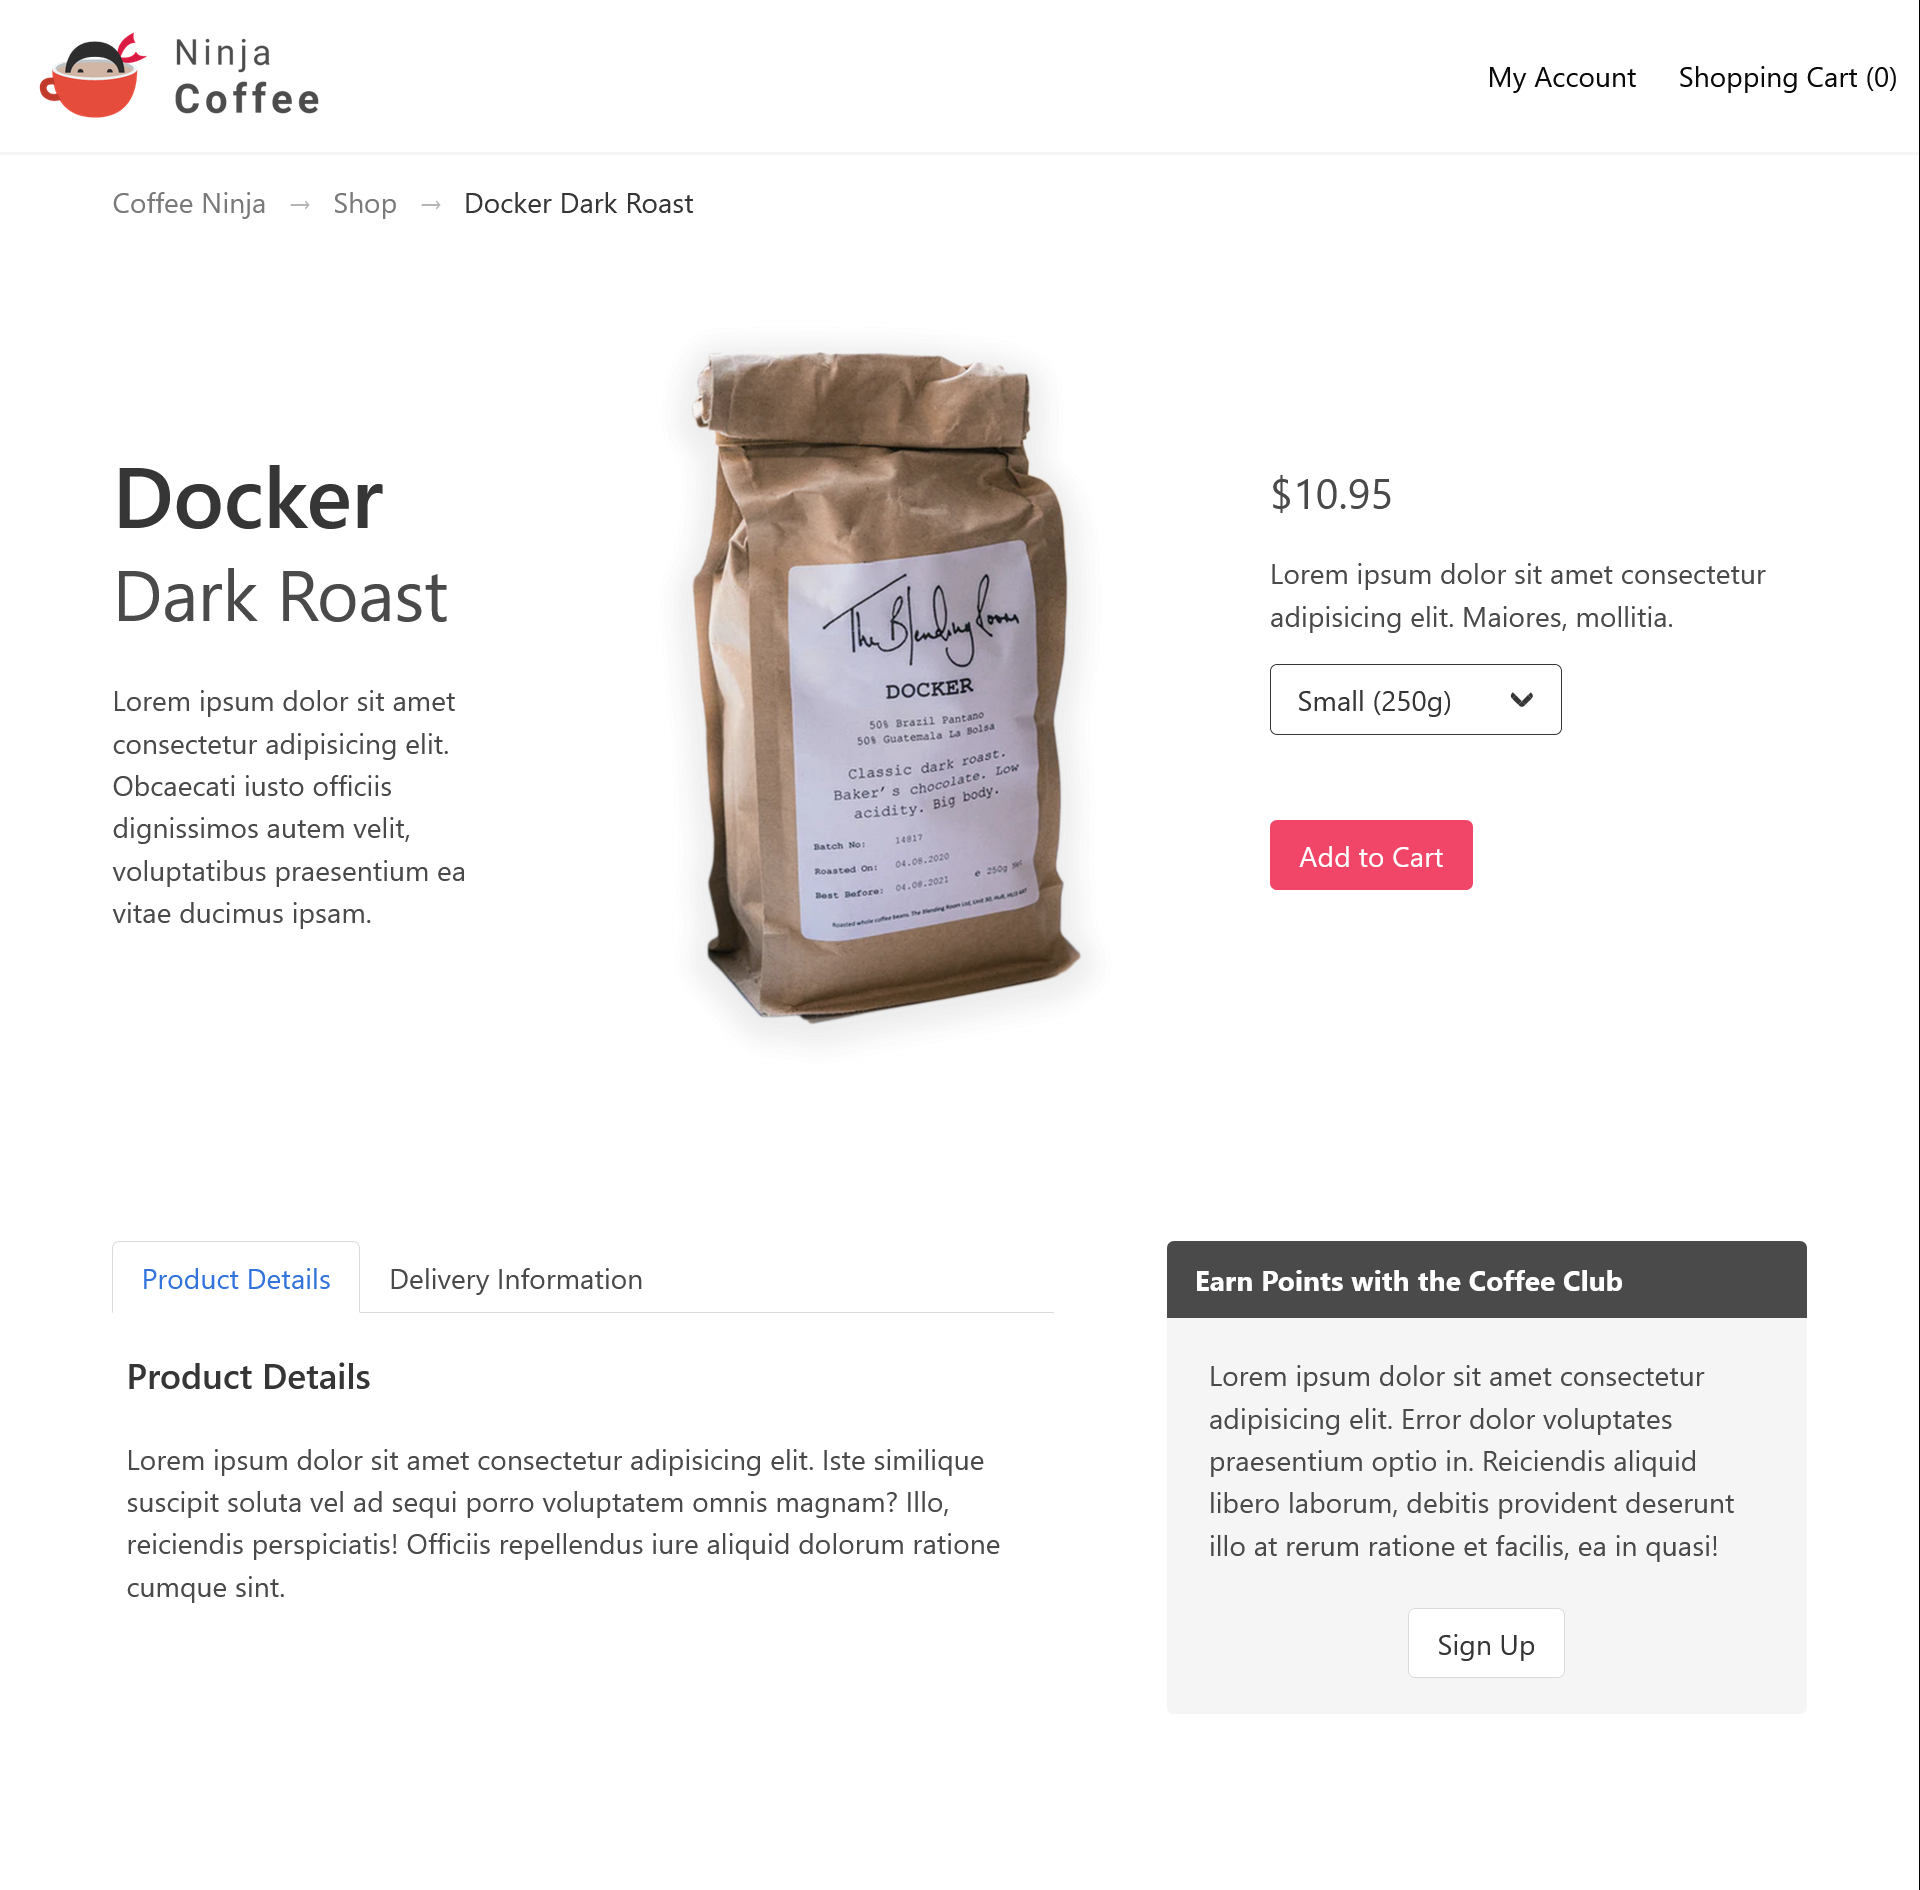 Ninja
Coffee
My Account
Shopping Cart (0)
Coffee Ninja → Shop → Docker Dark Roast
Docker
Dark Roast
Lorem ipsum dolor sit amet
consectetur adipisicing elit.
Obcaecati iusto officiis
dignissimos autem velit,
voluptatibus praesentium ea
vitae ducimus ipsam.
The Blending Room
DOCKER
50% Brazil Pantano
50% Guatemala La Bolsa
Classic dark roast.
Baker's chocolate. Low
acidity. Big body.
Batch No: 14817
Roasted On: 04.08.2020
Best Before: 04.08.2021 e 250g Net
Roasted whole coffee beans. The Blending Room Ltd, Unit 30, Hull, HU5
$10.95
Lorem ipsum dolor sit amet consectetur
adipisicing elit. Maiores, mollitia.
Small (250g)
Add to Cart
Product Details
Delivery Information
Product Details
Lorem ipsum dolor sit amet consectetur adipisicing elit. Iste similique
suscipit soluta vel ad sequi porro voluptatem omnis magnam? Illo,
reiciendis perspiciatis! Officiis repellendus iure aliquid dolorum ratione
cumque sint.
Earn Points with the Coffee Club
Lorem ipsum dolor sit amet consectetur
adipisicing elit. Error dolor voluptates
praesentium optio in. Reiciendis aliquid
libero laborum, debitis provident deserunt
illo at rerum ratione et facilis, ea in quasi!
Sign Up